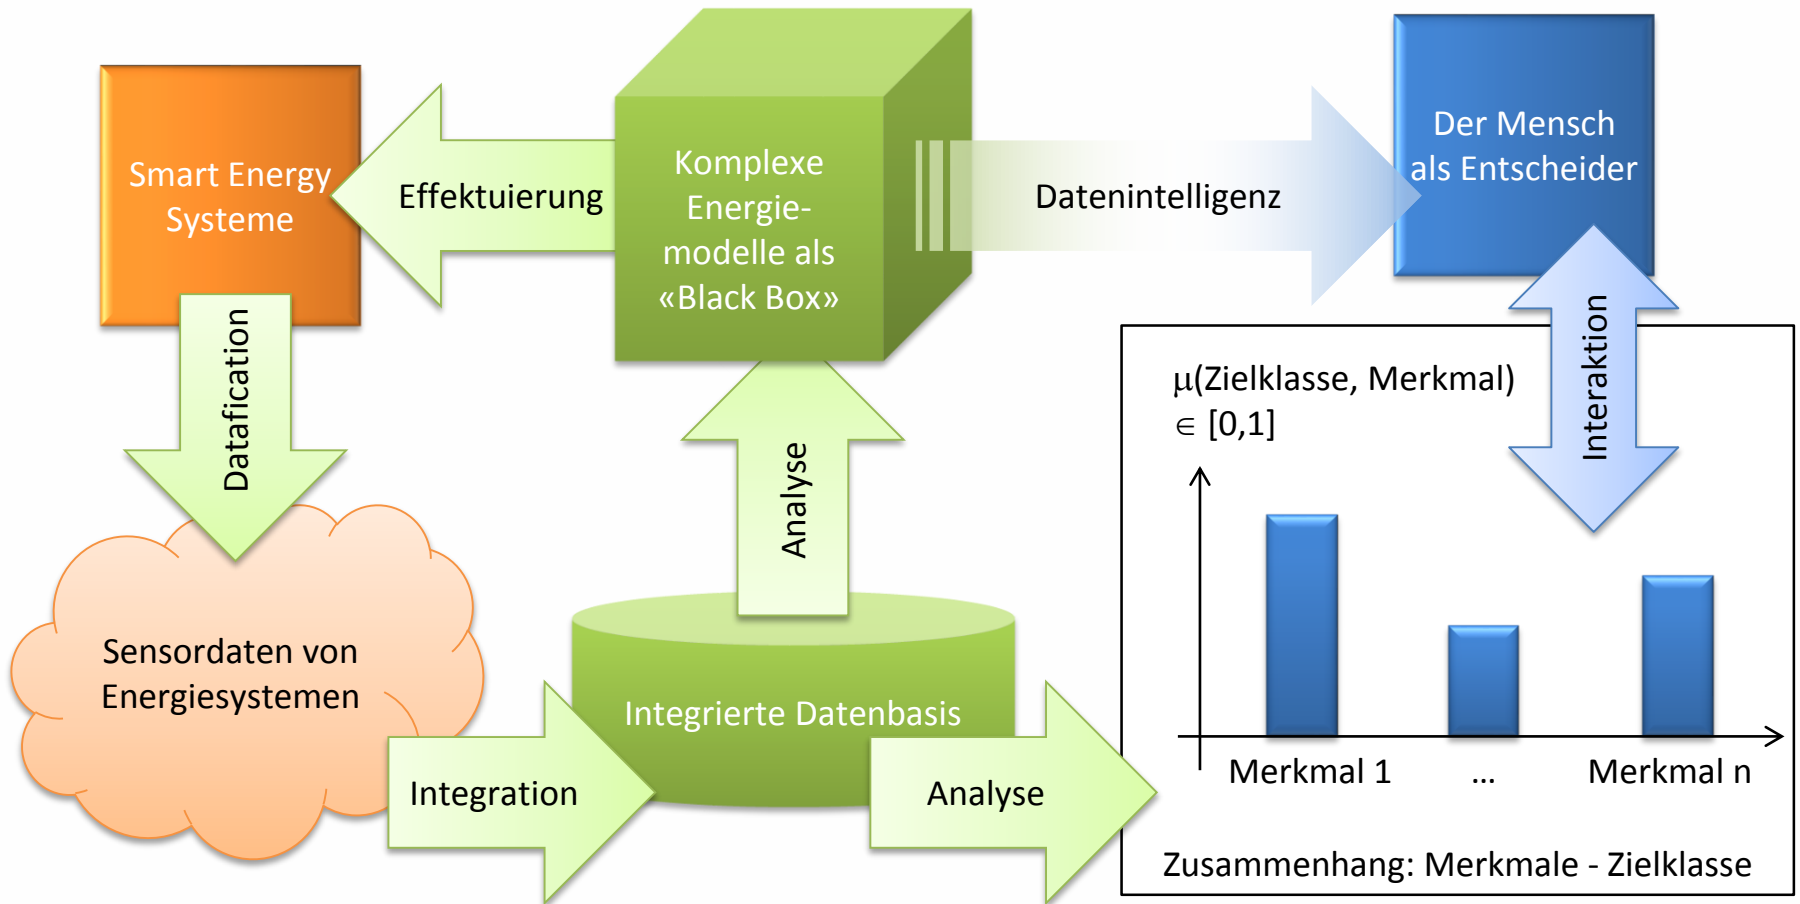 Smart Energy
Systeme
Effektuierung
Komplexe
Energie-
modelle als
«Black Box»
Datenintelligenz
Der Mensch
als Entscheider
Datafication
Analyse
Interaktion
μ(Zielklasse, Merkmal)
∈ [0,1]
Sensordaten von
Energiesystemen
Integration
Integrierte Datenbasis
Analyse
Merkmal 1
...
Merkmal n
Zusammenhang: Merkmale - Zielklasse